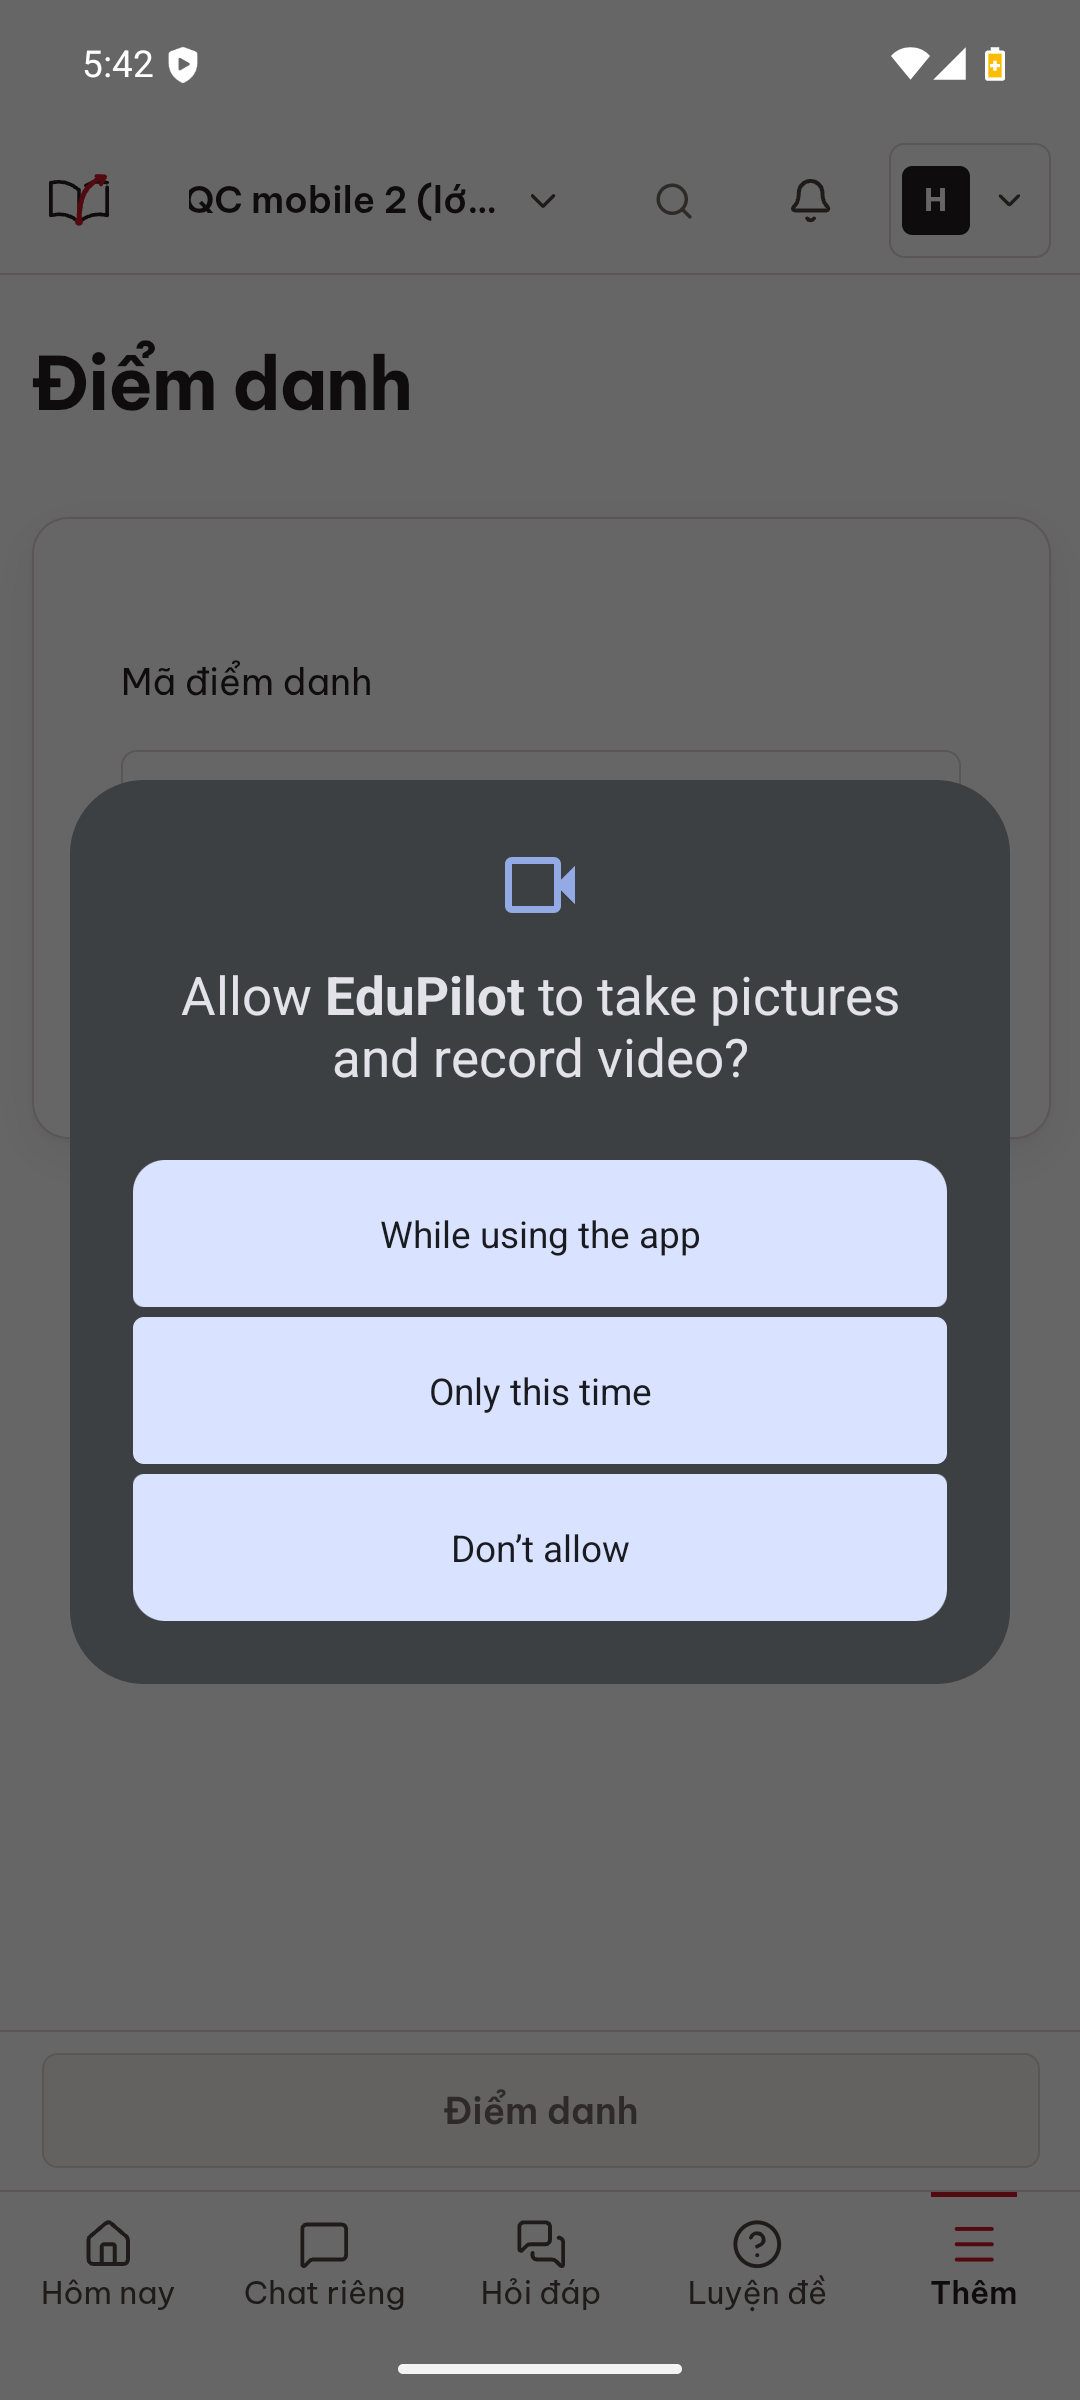 5:42
QC mobile 2 (lớ...
H
Điểm danh
Mã điểm danh
Allow EduPilot to take pictures
and record video?
While using the app
Only this time
Don’t allow
Điểm danh
Hôm nay
Chat riêng
Hỏi đáp
Luyện đề
Thêm